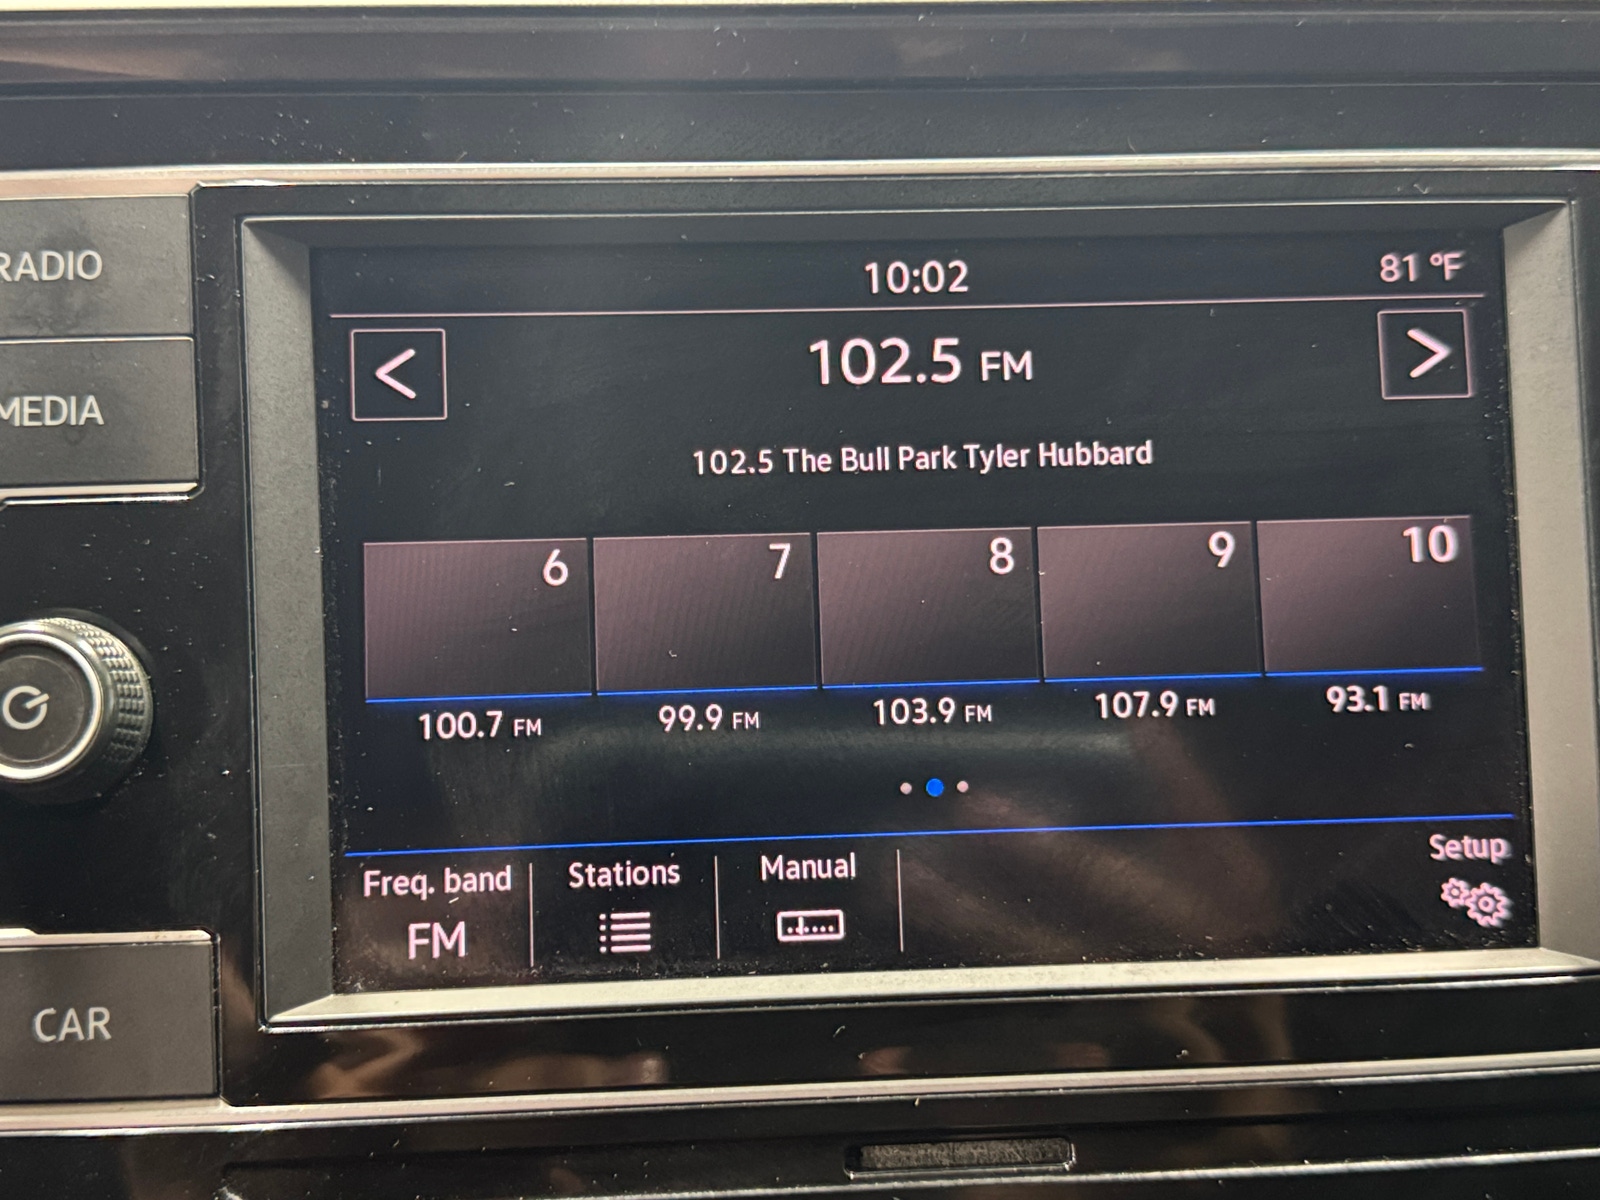 RADIO
MEDIA
CAR
10:02
81 °F
<
102.5 FM
>
102.5 The Bull Park Tyler Hubbard
6
7
8
9
10
100.7 FM
99.9 FM
103.9 FM
107.9 FM
93.1 FM
Freq. band
FM
Stations
Manual
Setup